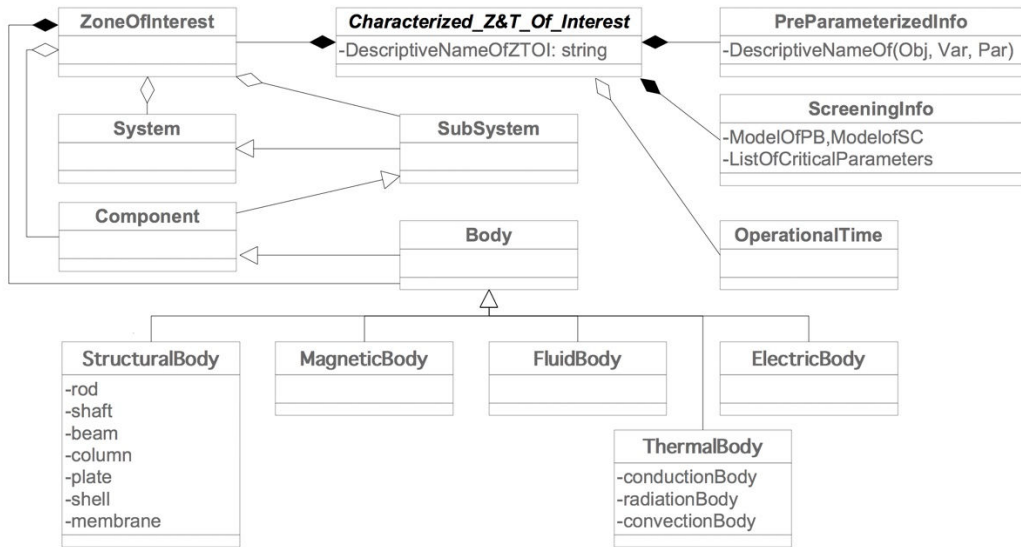 ZoneOfInterest
Characterized_Z&T_Of_Interest
-DescriptiveNameOfZTOI: string
PreParameterizedInfo
-DescriptiveNameOf(Obj, Var, Par)
System
SubSystem
ScreeningInfo
-ModelOfPB,ModelofSC
-ListOfCriticalParameters
Component
Body
OperationalTime
StructuralBody
-rod
-shaft
-beam
-column
-plate
-shell
-membrane
MagneticBody
FluidBody
ElectricBody
ThermalBody
-conductionBody
-radiationBody
-convectionBody